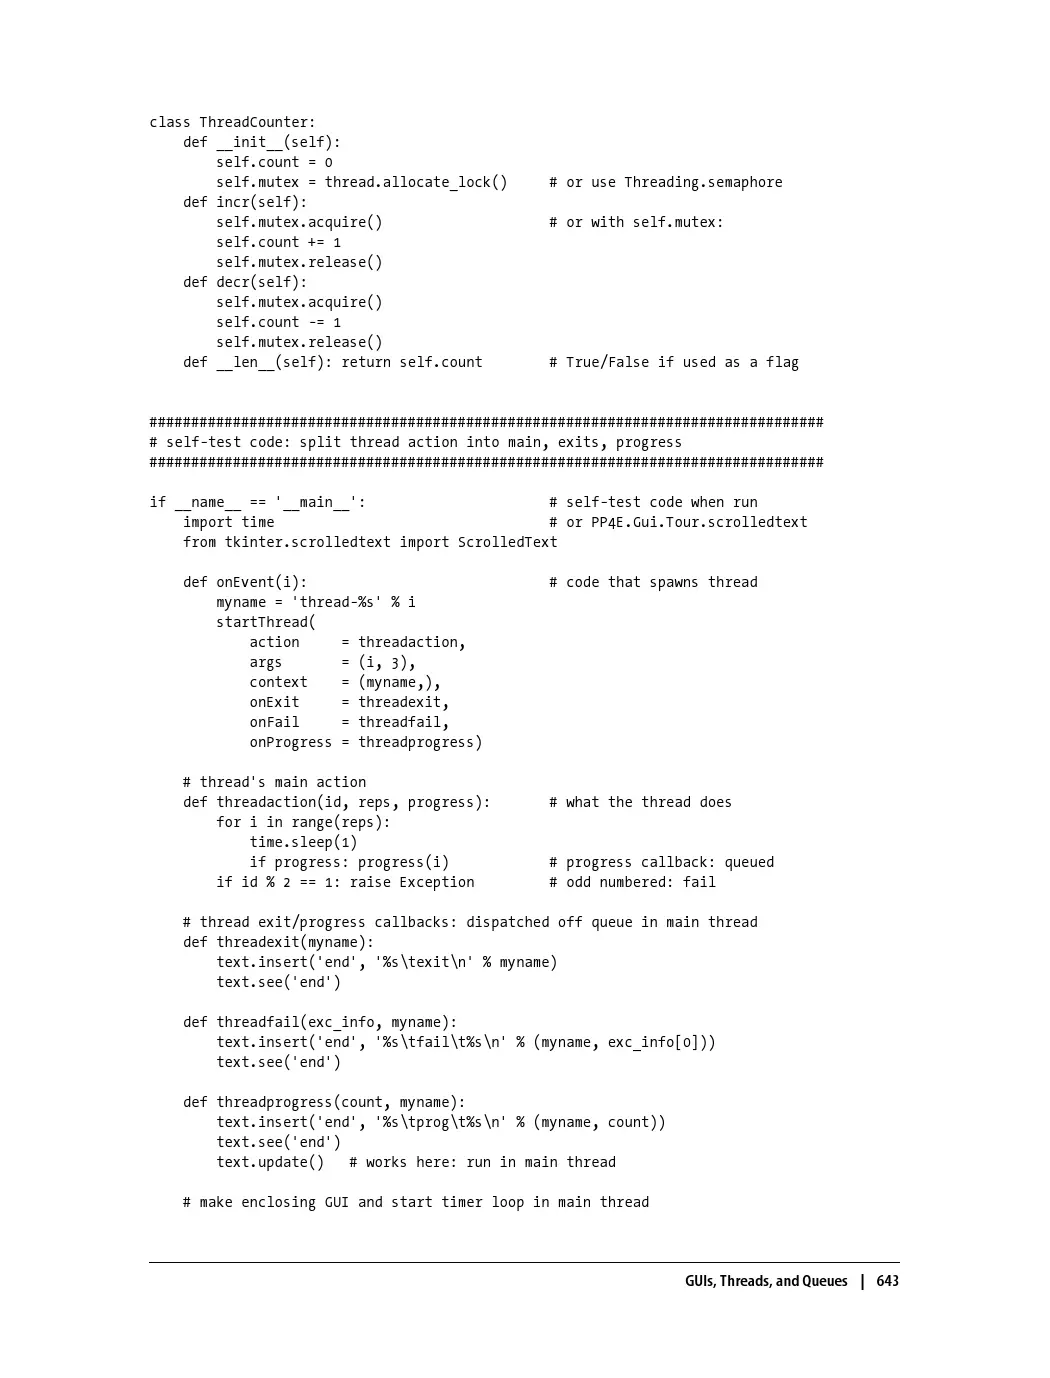 class ThreadCounter:
    def __init__(self):
        self.count = 0
        self.mutex = thread.allocate_lock()     # or use Threading.semaphore
    def incr(self):
        self.mutex.acquire()                    # or with self.mutex:
        self.count += 1
        self.mutex.release()
    def decr(self):
        self.mutex.acquire()
        self.count -= 1
        self.mutex.release()
    def __len__(self): return self.count        # True/False if used as a flag
#################################################################################
# self-test code: split thread action into main, exits, progress
#################################################################################
if __name__ == '__main__':                      # self-test code when run
    import time                                 # or PP4E.Gui.Tour.scrolledtext
    from tkinter.scrolledtext import ScrolledText
    def onEvent(i):                             # code that spawns thread
        myname = 'thread-%s' % i
        startThread(
            action     = threadaction,
            args       = (i, 3),
            context    = (myname,),
            onExit     = threadexit,
            onFail     = threadfail,
            onProgress = threadprogress)
    # thread's main action
    def threadaction(id, reps, progress):       # what the thread does
        for i in range(reps):
            time.sleep(1)
            if progress: progress(i)            # progress callback: queued
        if id % 2 == 1: raise Exception         # odd numbered: fail
    # thread exit/progress callbacks: dispatched off queue in main thread
    def threadexit(myname):
        text.insert('end', '%s\texit\n' % myname)
        text.see('end')
    def threadfail(exc_info, myname):
        text.insert('end', '%s\tfail\t%s\n' % (myname, exc_info[0]))
        text.see('end')
    def threadprogress(count, myname):
        text.insert('end', '%s\tprog\t%s\n' % (myname, count))
        text.see('end')
        text.update()   # works here: run in main thread
    # make enclosing GUI and start timer loop in main thread
GUIs, Threads, and Queues | 643